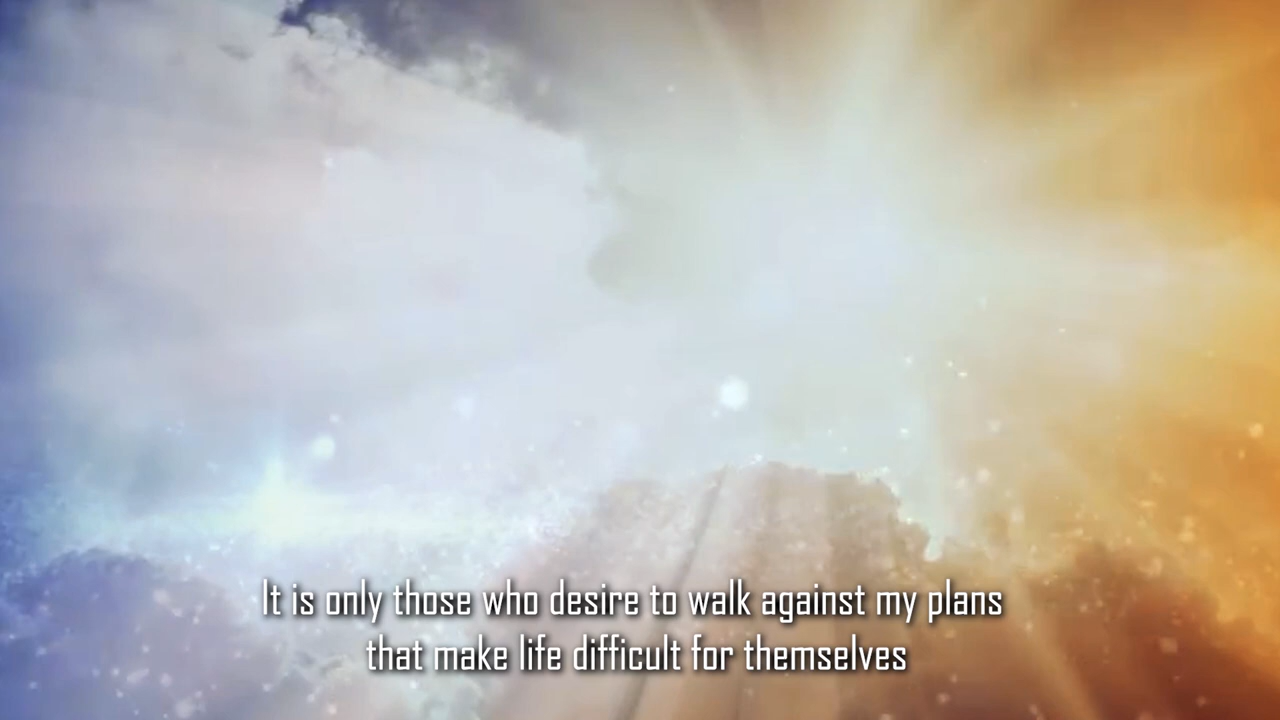 It is only those who desire to walk against my plans
that make life difficult for themselves